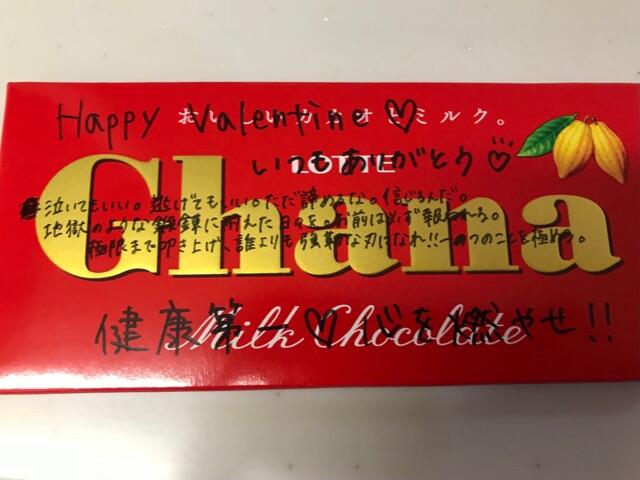 おいしいカカオとミルク。
Happy Valentine♡
LOTTE
いつもありがとう♡
Ghana
泣いてもいい。逃げてもいい。ただ諦めるな。信じるんだ。
地獄のような鍛錬に耐えた日々を。お前は必ず報われる。
極限まで叩き上げ、誰よりも強靭な刃になれ!!一つのことを極めろ。
Milk Chocolate
健康第一♡心を燃やせ!!